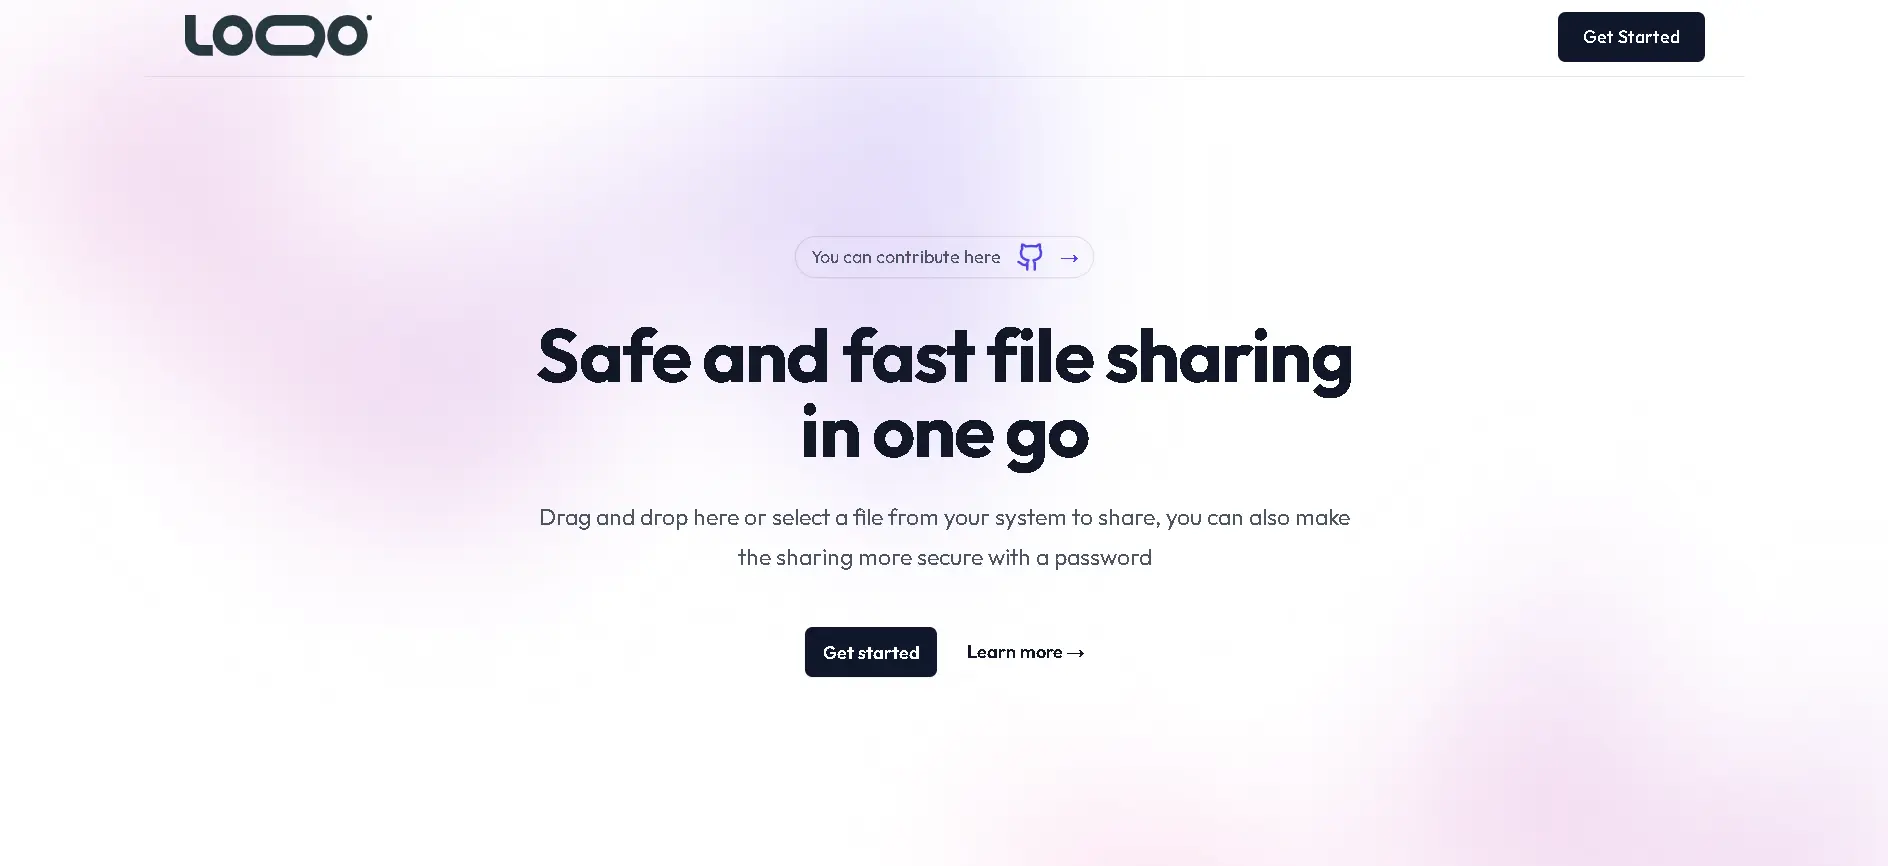 LOGO
Get Started
You can contribute here →
Safe and fast file sharing
in one go
Drag and drop here or select a file from your system to share, you can also make
the sharing more secure with a password
Get started
Learn more →